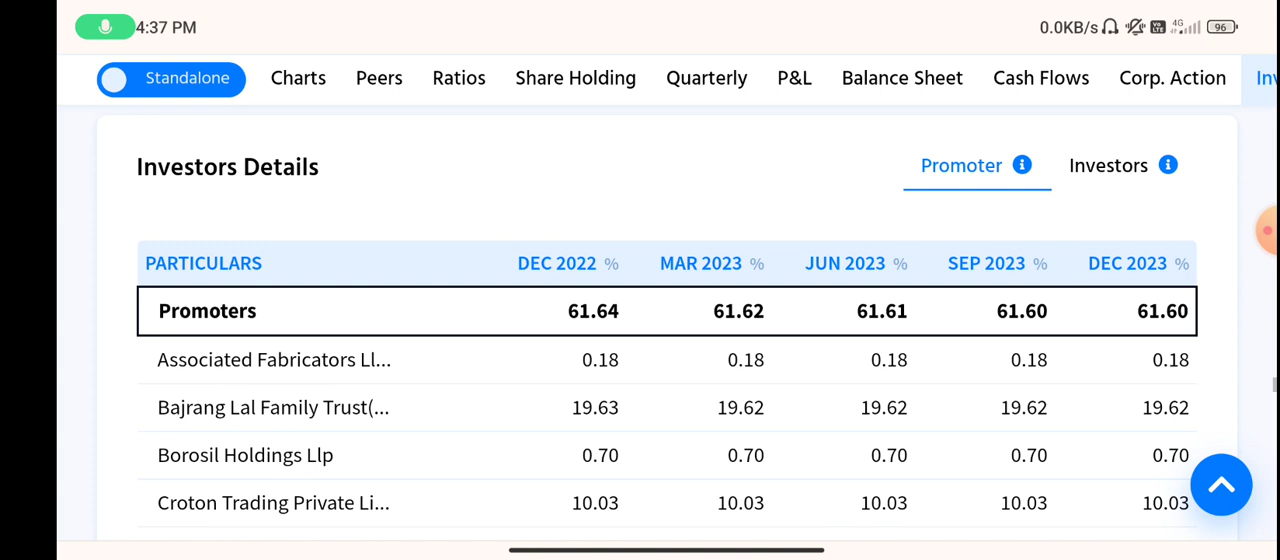 4:37 PM 0.0KB/s 4G 96
Standalone Charts Peers Ratios Share Holding Quarterly P&L Balance Sheet Cash Flows Corp. Action Inv
Investors Details Promoter Investors
PARTICULARS DEC 2022 % MAR 2023 % JUN 2023 % SEP 2023 % DEC 2023 %
Promoters 61.64 61.62 61.61 61.60 61.60
Associated Fabricators Ll... 0.18 0.18 0.18 0.18 0.18
Bajrang Lal Family Trust(... 19.63 19.62 19.62 19.62 19.62
Borosil Holdings Llp 0.70 0.70 0.70 0.70 0.70
Croton Trading Private Li... 10.03 10.03 10.03 10.03 10.03